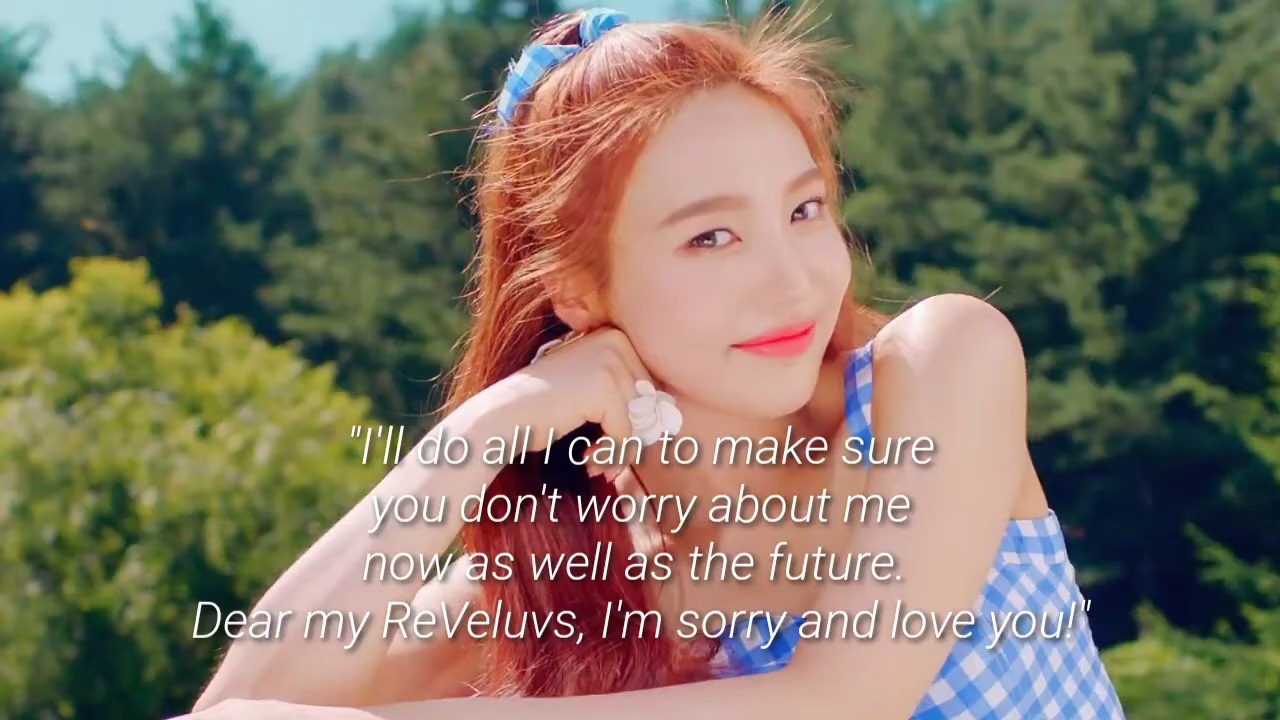 "I'll do all I can to make sure
you don't worry about me
now as well as the future.
Dear my ReVeluvs, I'm sorry and love you!"